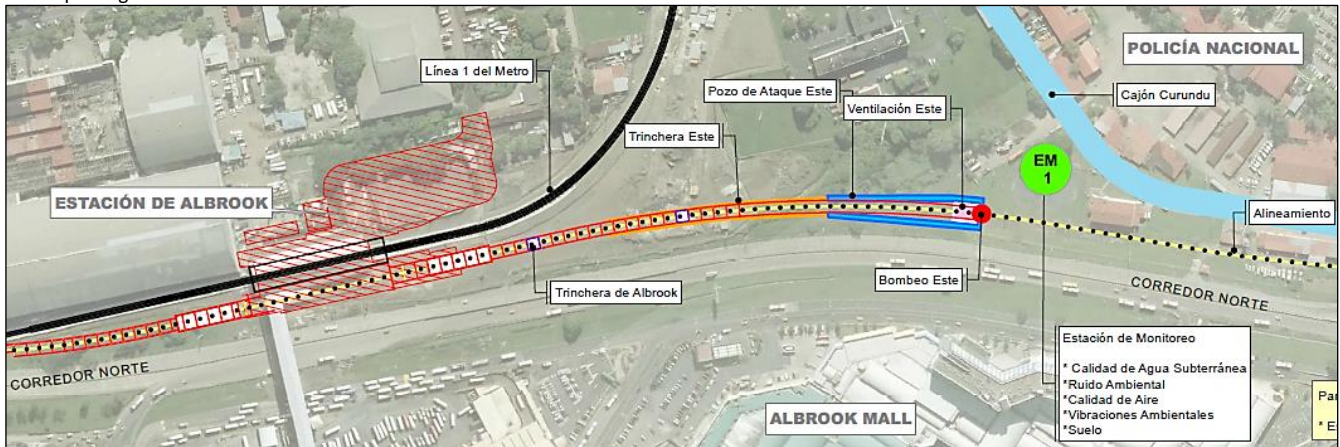 POLICÍA NACIONAL
Línea 1 del Metro
Pozo de Ataque Este
Cajón Curundu
Ventilación Este
Trinchera Este
EM
1
ESTACIÓN DE ALBROOK
Alineamiento
Bombeo Este
Trinchera de Albrook
CORREDOR NORTE
Estación de Monitoreo
* Calidad de Agua Subterránea
*Ruido Ambiental
*Calidad de Aire
*Vibraciones Ambientales
*Suelo
CORREDOR NORTE
ALBROOK MALL
* E